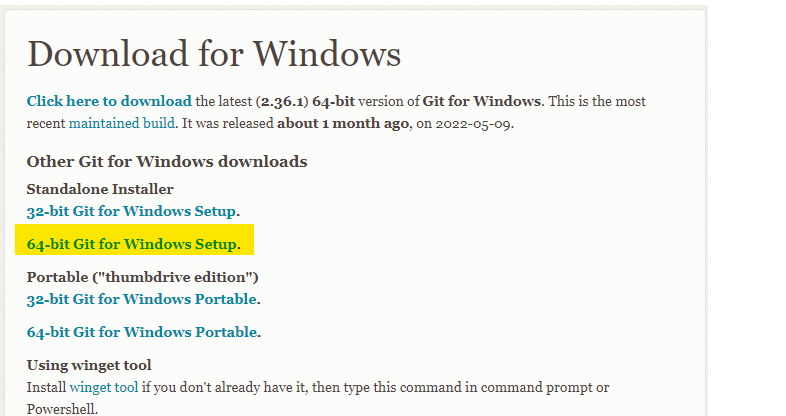 Download for Windows
Click here to download the latest (2.36.1) 64-bit version of Git for Windows. This is the most
recent maintained build. It was released about 1 month ago, on 2022-05-09.
Other Git for Windows downloads
Standalone Installer
32-bit Git for Windows Setup.
64-bit Git for Windows Setup.
Portable ("thumbdrive edition")
32-bit Git for Windows Portable.
64-bit Git for Windows Portable.
Using winget tool
Install winget tool if you don't already have it, then type this command in command prompt or
Powershell.